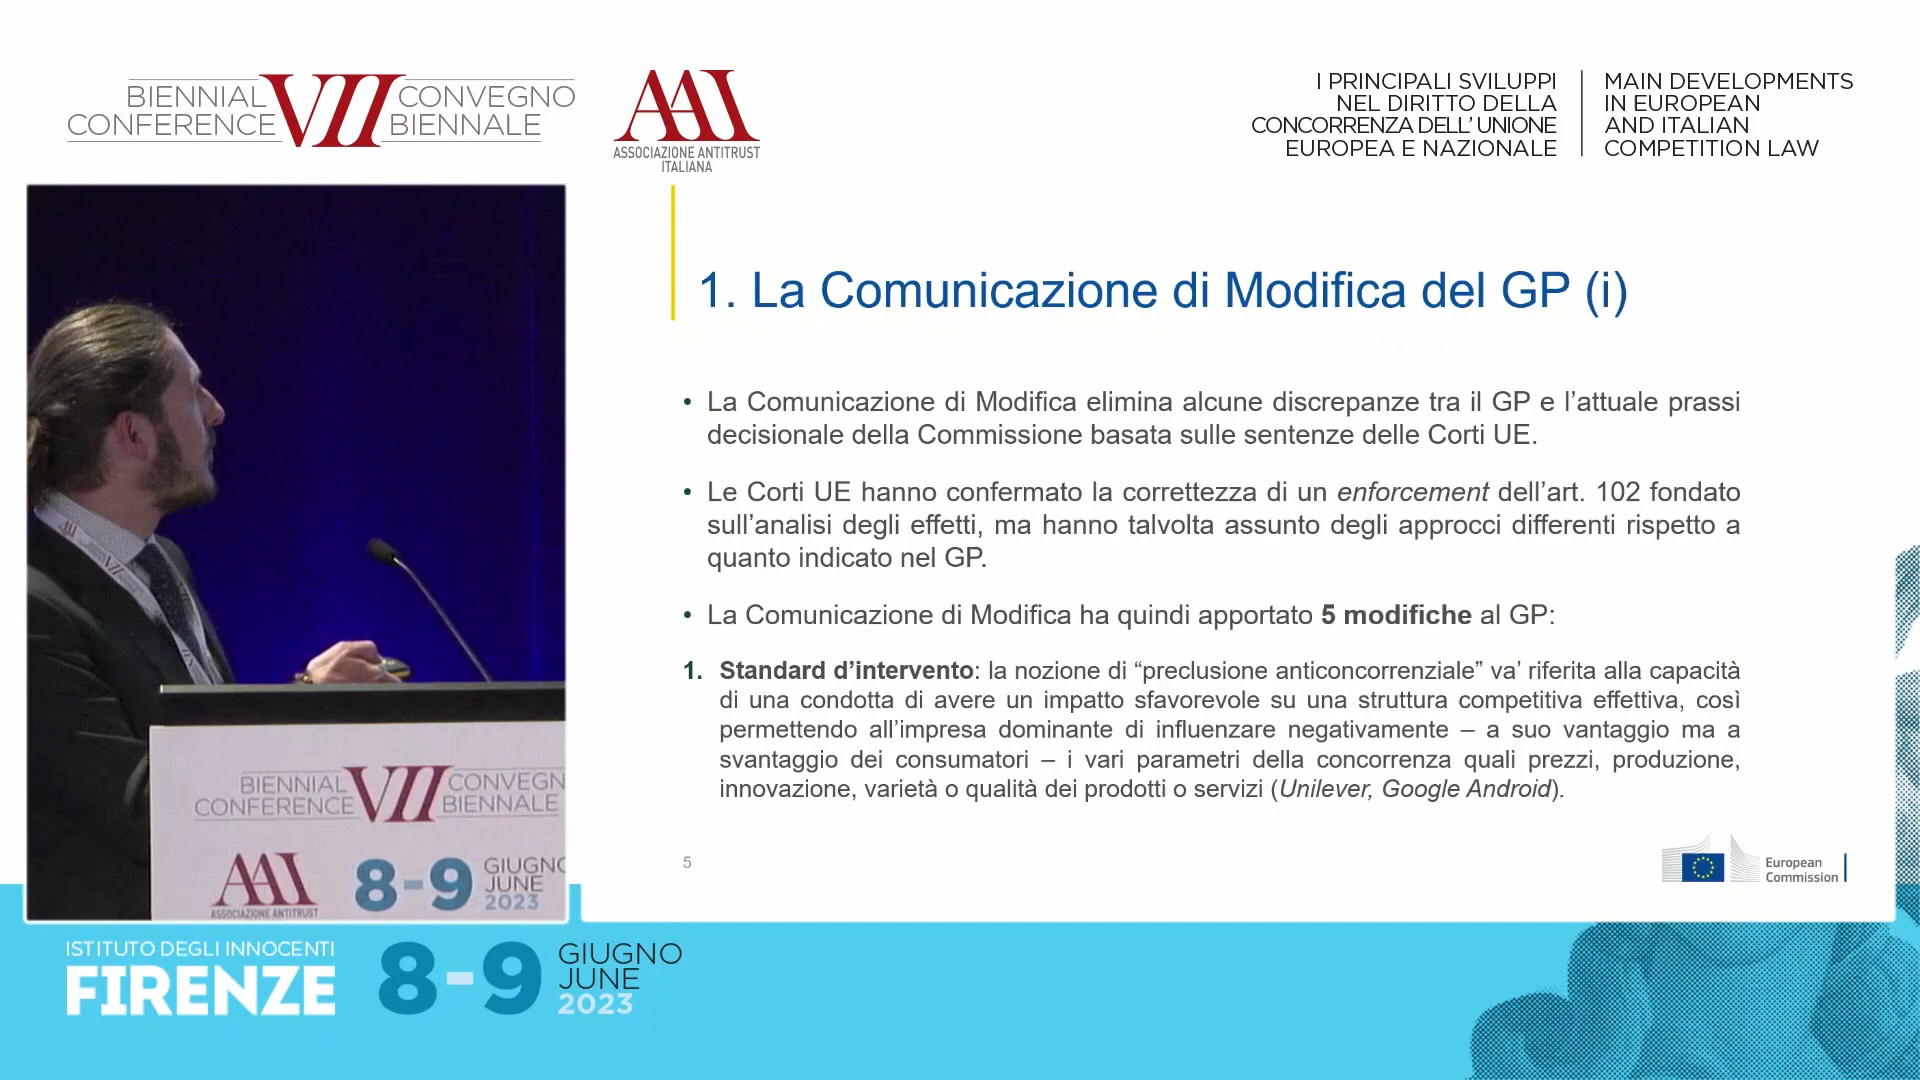 BIENNIAL CONFERENCE VII CONVEGNO BIENNALE
AAI
ASSOCIAZIONE ANTITRUST
ITALIANA
I PRINCIPALI SVILUPPI
NEL DIRITTO DELLA
CONCORRENZA DELL' UNIONE
EUROPEA E NAZIONALE
MAIN DEVELOPMENTS
IN EUROPEAN
AND ITALIAN
COMPETITION LAW
1. La Comunicazione di Modifica del GP (i)
• La Comunicazione di Modifica elimina alcune discrepanze tra il GP e l’attuale prassi
decisionale della Commissione basata sulle sentenze delle Corti UE.
• Le Corti UE hanno confermato la correttezza di un enforcement dell’art. 102 fondato
sull’analisi degli effetti, ma hanno talvolta assunto degli approcci differenti rispetto a
quanto indicato nel GP.
• La Comunicazione di Modifica ha quindi apportato 5 modifiche al GP:
1. Standard d’intervento: la nozione di “preclusione anticoncorrenziale” va’ riferita alla capacità
di una condotta di avere un impatto sfavorevole su una struttura competitiva effettiva, così
permettendo all’impresa dominante di influenzare negativamente – a suo vantaggio ma a
svantaggio dei consumatori – i vari parametri della concorrenza quali prezzi, produzione,
innovazione, varietà o qualità dei prodotti o servizi (Unilever, Google Android).
5
European
Commission
BIENNIAL CONFERENCE VII CONVEGN BIENNALE
AAI
ASSOCIAZIONE ANTITRUST
8-9
GIUGNO
JUNE
2023
ISTITUTO DEGLI INNOCENTI
FIRENZE
8-9
GIUGNO
JUNE
2023